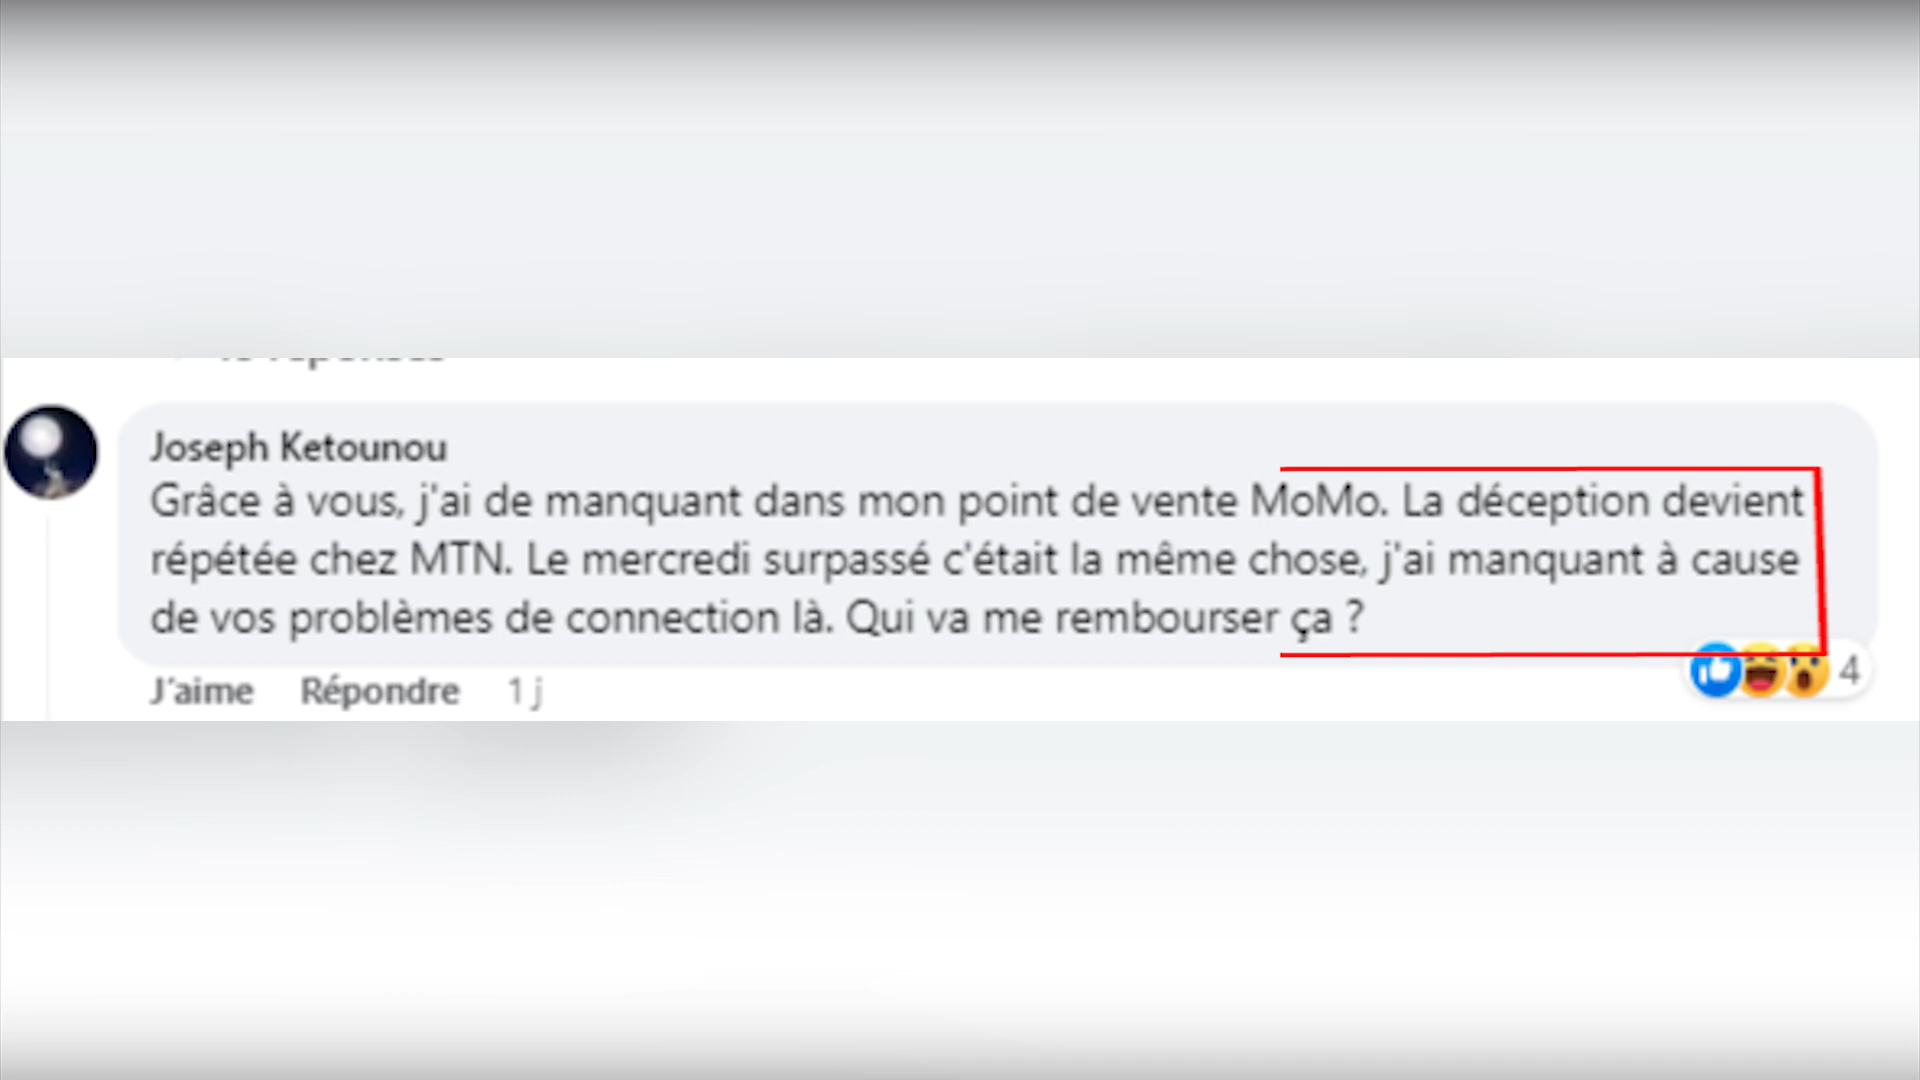 Joseph Ketounou
Grâce à vous, j'ai de manquant dans mon point de vente MoMo. La déception devient
répétée chez MTN. Le mercredi surpassé c'était la même chose, j'ai manquant à cause
de vos problèmes de connection là. Qui va me rembourser ça ?
J'aime Répondre 1 j
4